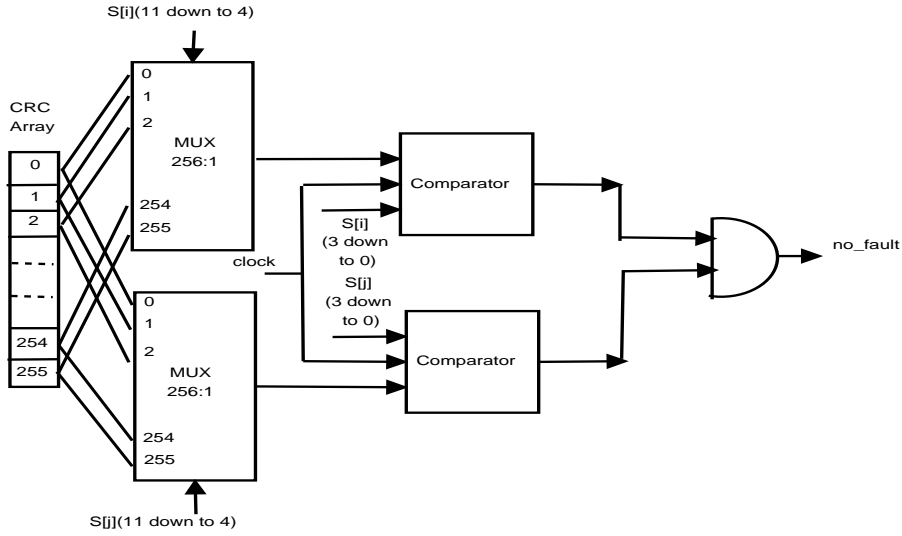 S[i](11 down to 4)
CRC
Array
0
1
2
254
255
0
1
2
MUX
256:1
254
255
clock
0
1
2
MUX
256:1
254
255
S[j](11 down to 4)
Comparator
S[i]
(3 down
to 0)
S[j]
(3 down
to 0)
Comparator
no_fault